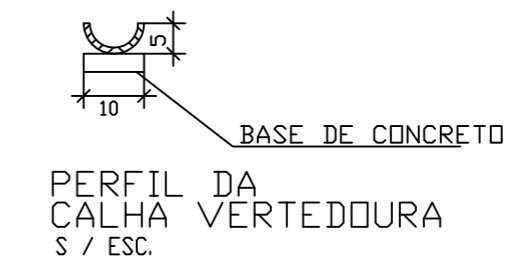 5
10
BASE DE CONCRETO
PERFIL DA
CALHA VERTEDOURA
S / ESC.